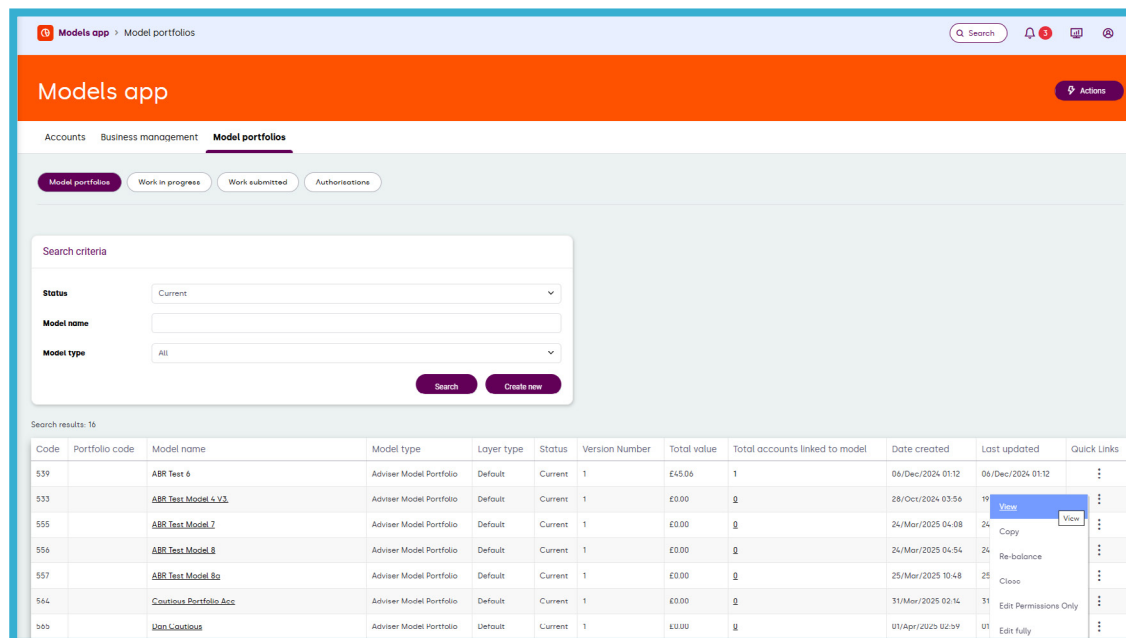 Models app > Model portfolios
Search
3
Models app
Actions
Accounts Business management Model portfolios
Model portfolios Work in progress Work submitted Authorisations
Search criteria
Status Current
Model name
Model type All
Search Create new
Search results: 16
Code Portfolio code Model name Model type Layer type Status Version Number Total value Total accounts linked to model Date created Last updated Quick Links
539 ABR Test 6 Adviser Model Portfolio Default Current 1 £45.06 1 06/Dec/2024 01:12 06/Dec/2024 01:12
533 ABR Test Model 4 V3. Adviser Model Portfolio Default Current 1 £0.00 0 28/Oct/2024 03:56 19
View
View
555 ABR Test Model 7 Adviser Model Portfolio Default Current 1 £0.00 0 24/Mar/2025 04:08 24
Copy
556 ABR Test Model 8 Adviser Model Portfolio Default Current 1 £0.00 0 24/Mar/2025 04:54 24
Re-balance
557 ABR Test Model 8a Adviser Model Portfolio Default Current 1 £0.00 0 25/Mar/2025 10:48 25
Close
564 Cautious Portfolio Acc Adviser Model Portfolio Default Current 1 £0.00 0 31/Mar/2025 02:14 31
Edit Permissions Only
565 Dan Cautious Adviser Model Portfolio Default Current 1 £0.00 0 01/Apr/2025 02:59 01
Edit fully